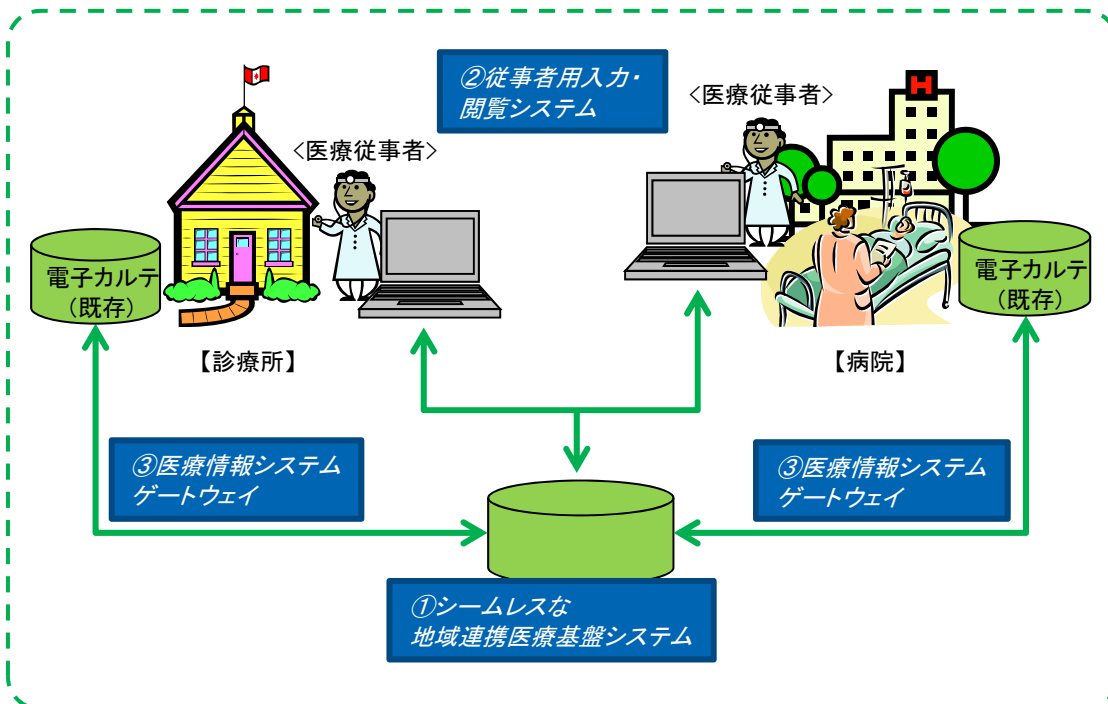 ②従事者用入力・
閲覧システム
<医療従事者>
<医療従事者>
H
電子カルテ
(既存)
電子カルテ
(既存)
【診療所】
【病院】
③医療情報システム
ゲートウェイ
③医療情報システム
ゲートウェイ
①シームレスな
地域連携医療基盤システム